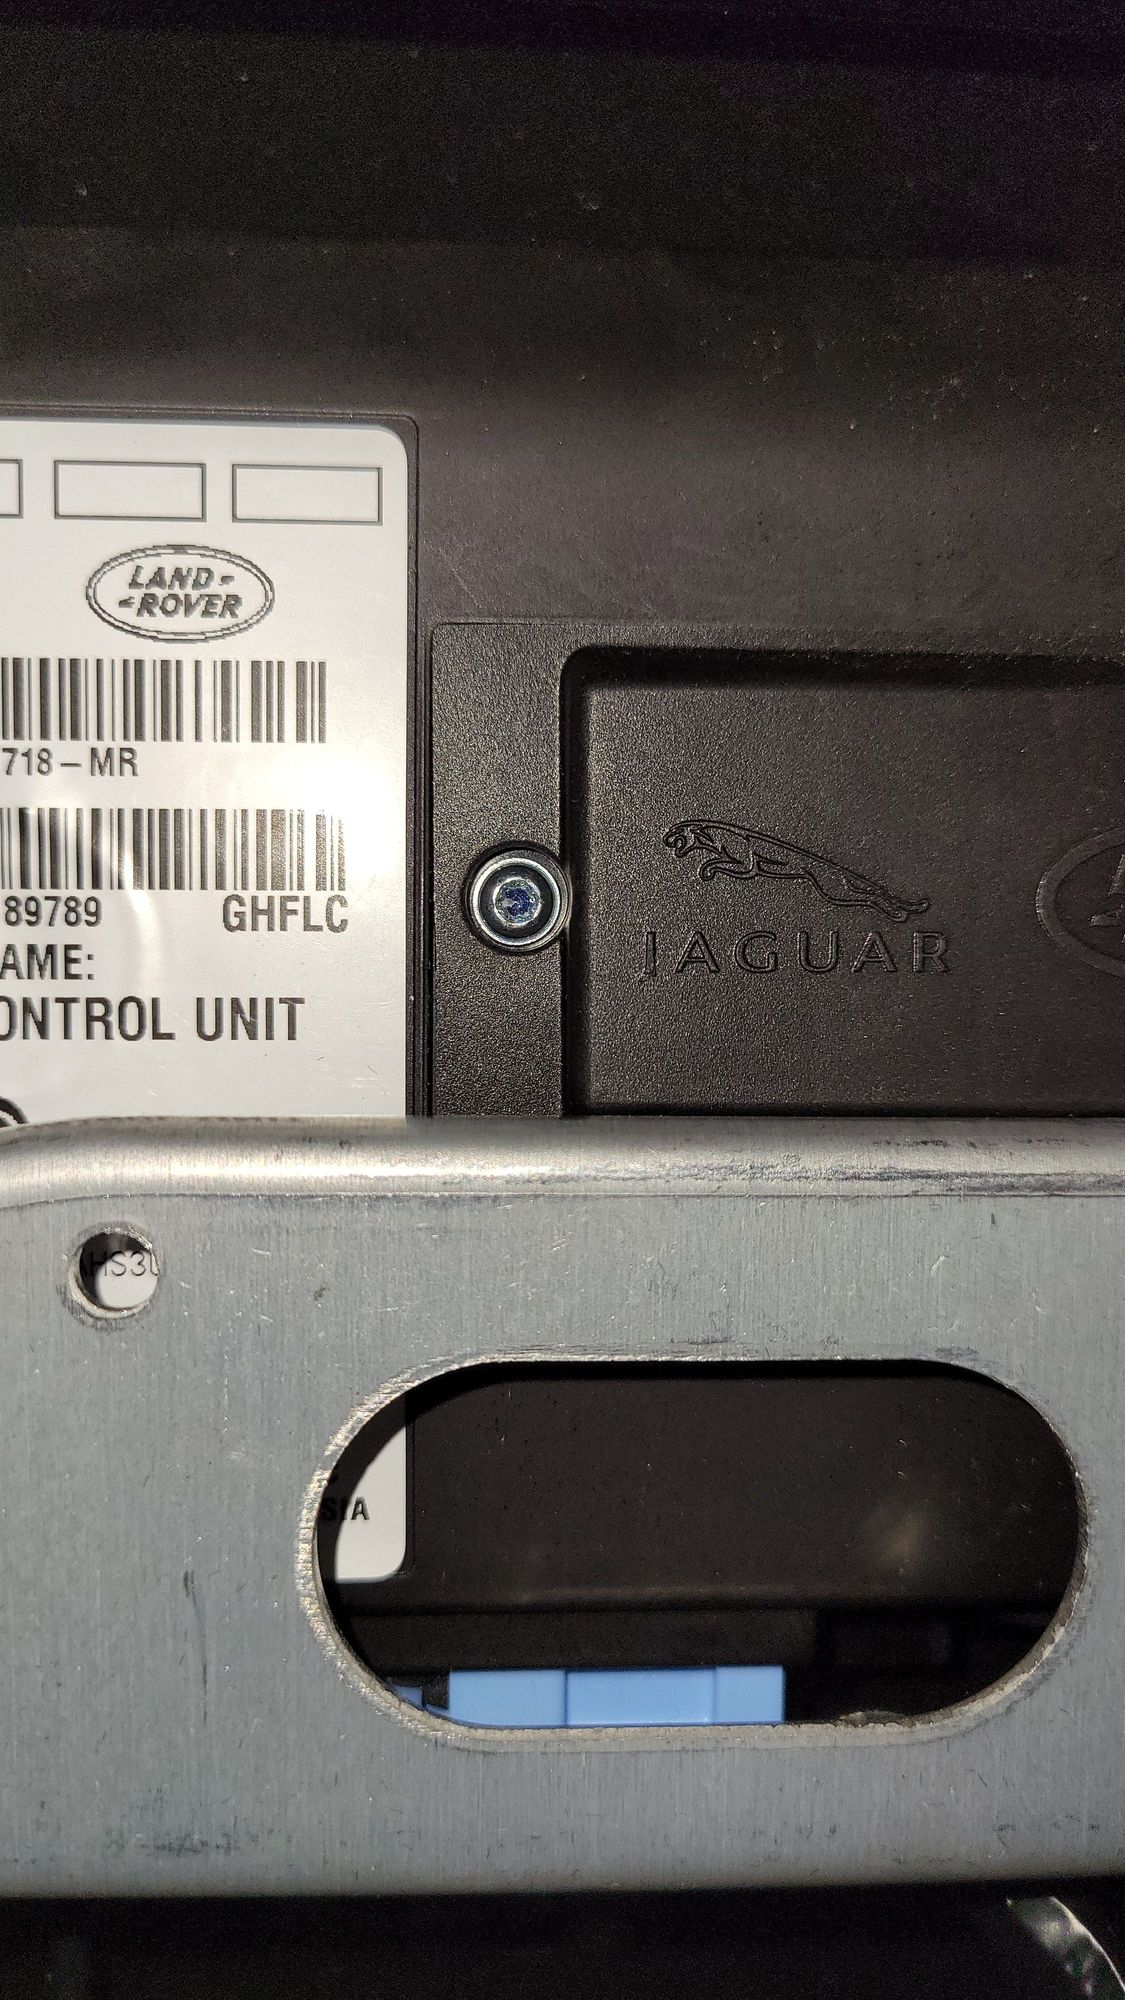 LAND-
ROVER
718-MR
89789 GHFLC
AME:
ONTROL UNIT
JAGUAR
HS3
SIA